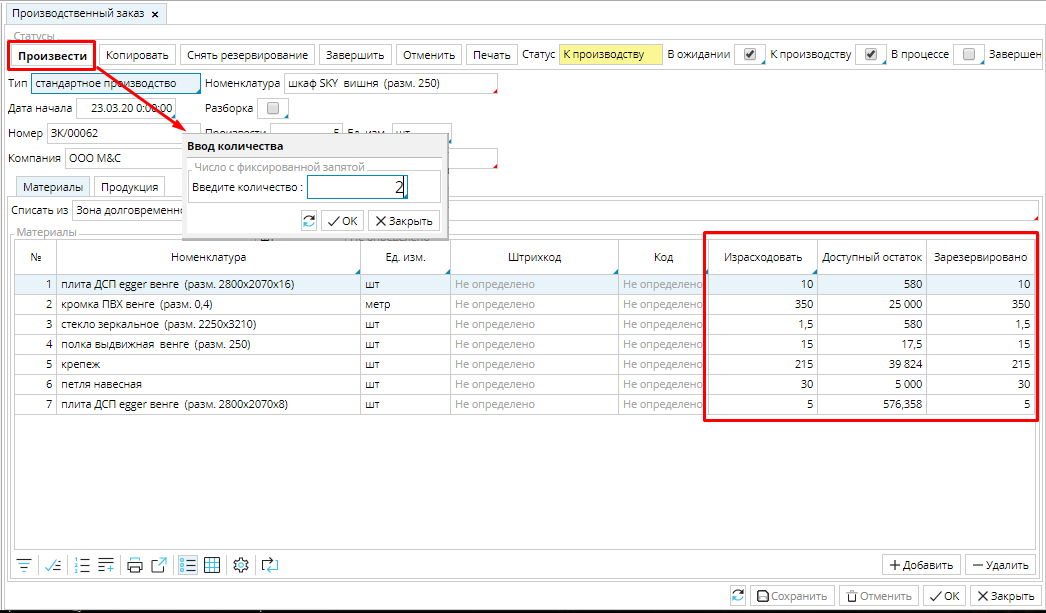 Производственный заказ ×
Статусы
Произвести Копировать Снять резервирование Завершить Отменить Печать Статус К производству В ожидании К производству В процессе Завершен
Тип стандартное производство Номенклатура шкаф SKY вишня (разм. 250)
Дата начала 23.03.20 0:00:00 Разборка
Номер ЗК/00062 Произвести 5 Ед. изм. шт
Компания ООО М&С
Ввод количества
Число с фиксированной запятой
Введите количество : 2
OK Закрыть
Материалы Продукция
Списать из Зона долговременно
Материалы
№ Номенклатура Ед. изм. Штрихкод Код Израсходовать Доступный остаток Зарезервировано
1 плита ДСП egger венге (разм. 2800x2070x16) шт Не определено Не определено 10 580 10
2 кромка ПВХ венге (разм. 0,4) метр Не определено Не определено 350 25 000 350
3 стекло зеркальное (разм. 2250x3210) шт Не определено Не определено 1,5 580 1,5
4 полка выдвижная венге (разм. 250) шт Не определено Не определено 15 17,5 15
5 крепеж шт Не определено Не определено 215 39 824 215
6 петля навесная шт Не определено Не определено 30 5 000 30
7 плита ДСП egger венге (разм. 2800x2070x8) шт Не определено Не определено 5 576,358 5
Добавить Удалить
Сохранить Отменить OK Закрыть